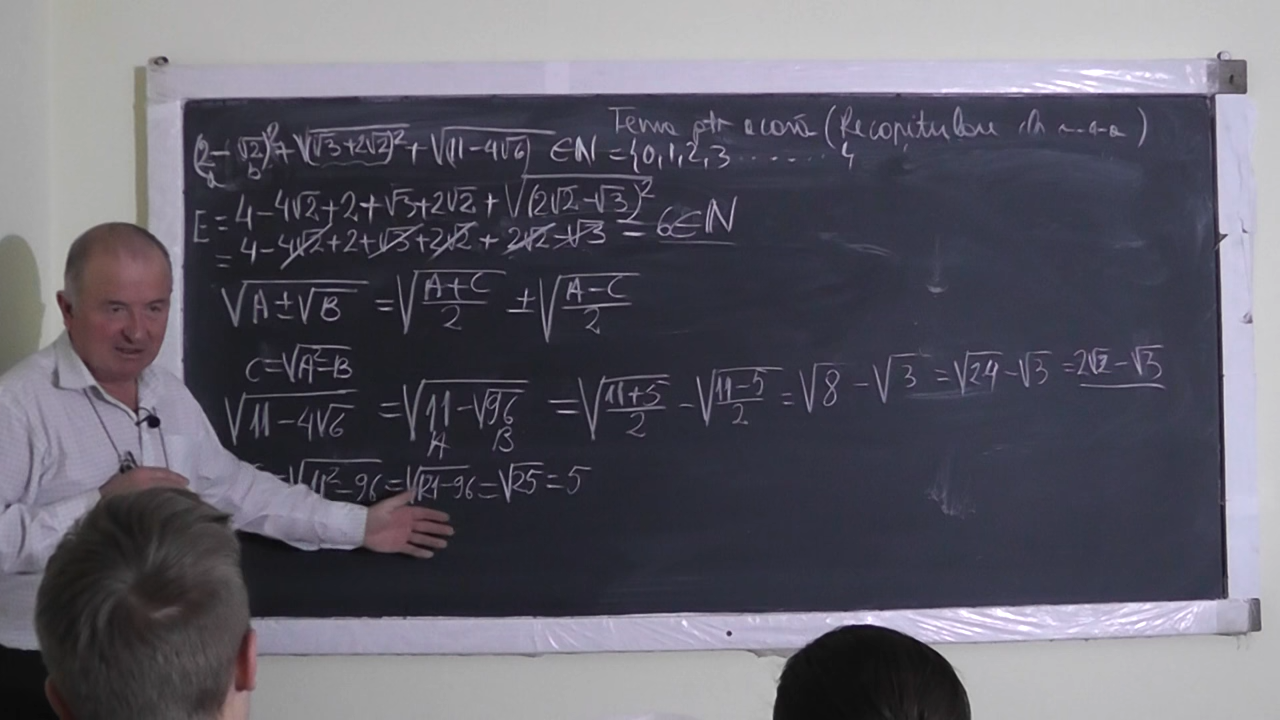 Tema ptr acasă (Recapitulare
(2-√2)²+√(√3+2√2)²+√11-4√6 ∈N={0,1,2,3.......}
a b
E=4-4√2+2+√3+2√2+√(2√2-√3)²
=4-4√2+2+√3+2√2+2√2-√3=6∈N
√A±√B=√A+C/2±√A-C/2
C=√A²-B
√11-4√6=√11-√96=√11+5/2-√11-5/2=√8-√3=√24-√3=2√2-√3
A B
=√11²-96=√121-96=√25=5